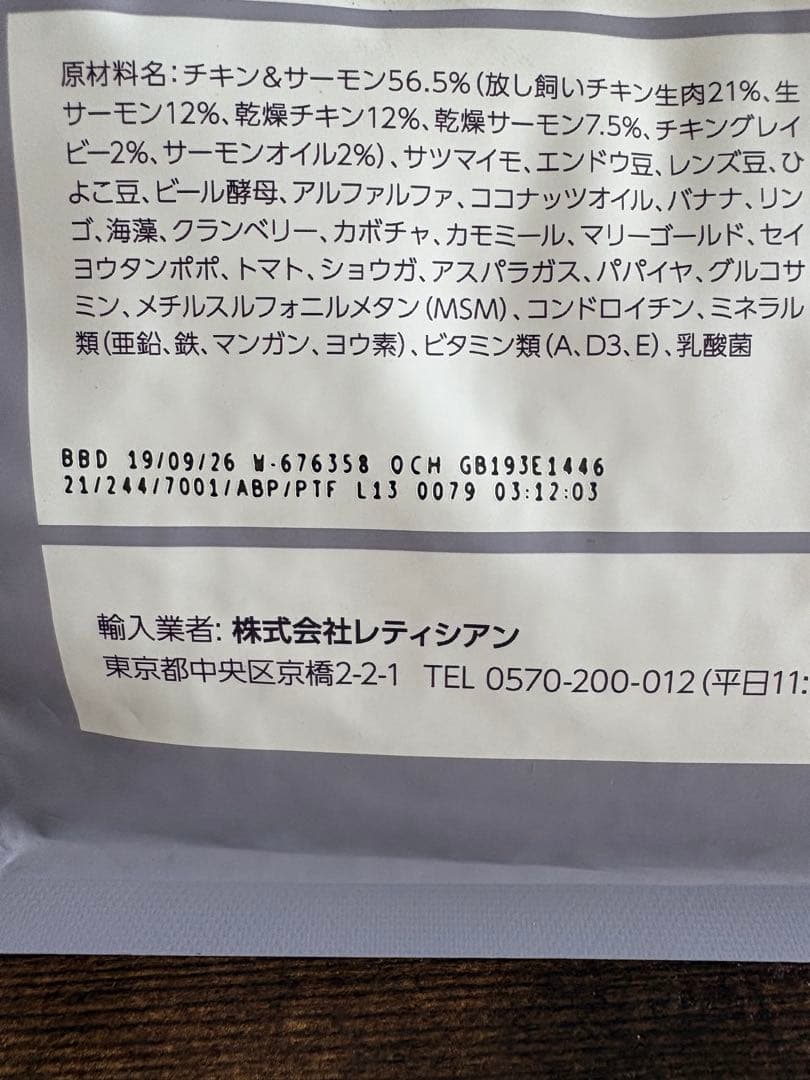 原材料名:チキン&サーモン56.5%(放し飼いチキン生肉21%、生
サーモン12%、乾燥チキン12%、乾燥サーモン7.5%、チキングレイ
ビー2%、サーモンオイル2%)、サツマイモ、エンドウ豆、レンズ豆、ひ
よこ豆、ビール酵母、アルファルファ、ココナッツオイル、バナナ、リン
ゴ、海藻、クランベリー、カボチャ、カモミール、マリーゴールド、セイ
ヨウタンポポ、トマト、ショウガ、アスパラガス、パパイヤ、グルコサ
ミン、メチルスルフォニルメタン(MSM)、コンドロイチン、ミネラル
類(亜鉛、鉄、マンガン、ヨウ素)、ビタミン類(A、D3、E)、乳酸菌
BBD 19/09/26 W-676358 OCH GB193E1446
21/244/7001/ABP/PTF L13 0079 03:12:03
輸入業者: 株式会社レティシアン
東京都中央区京橋2-2-1 TEL 0570-200-012(平日11: